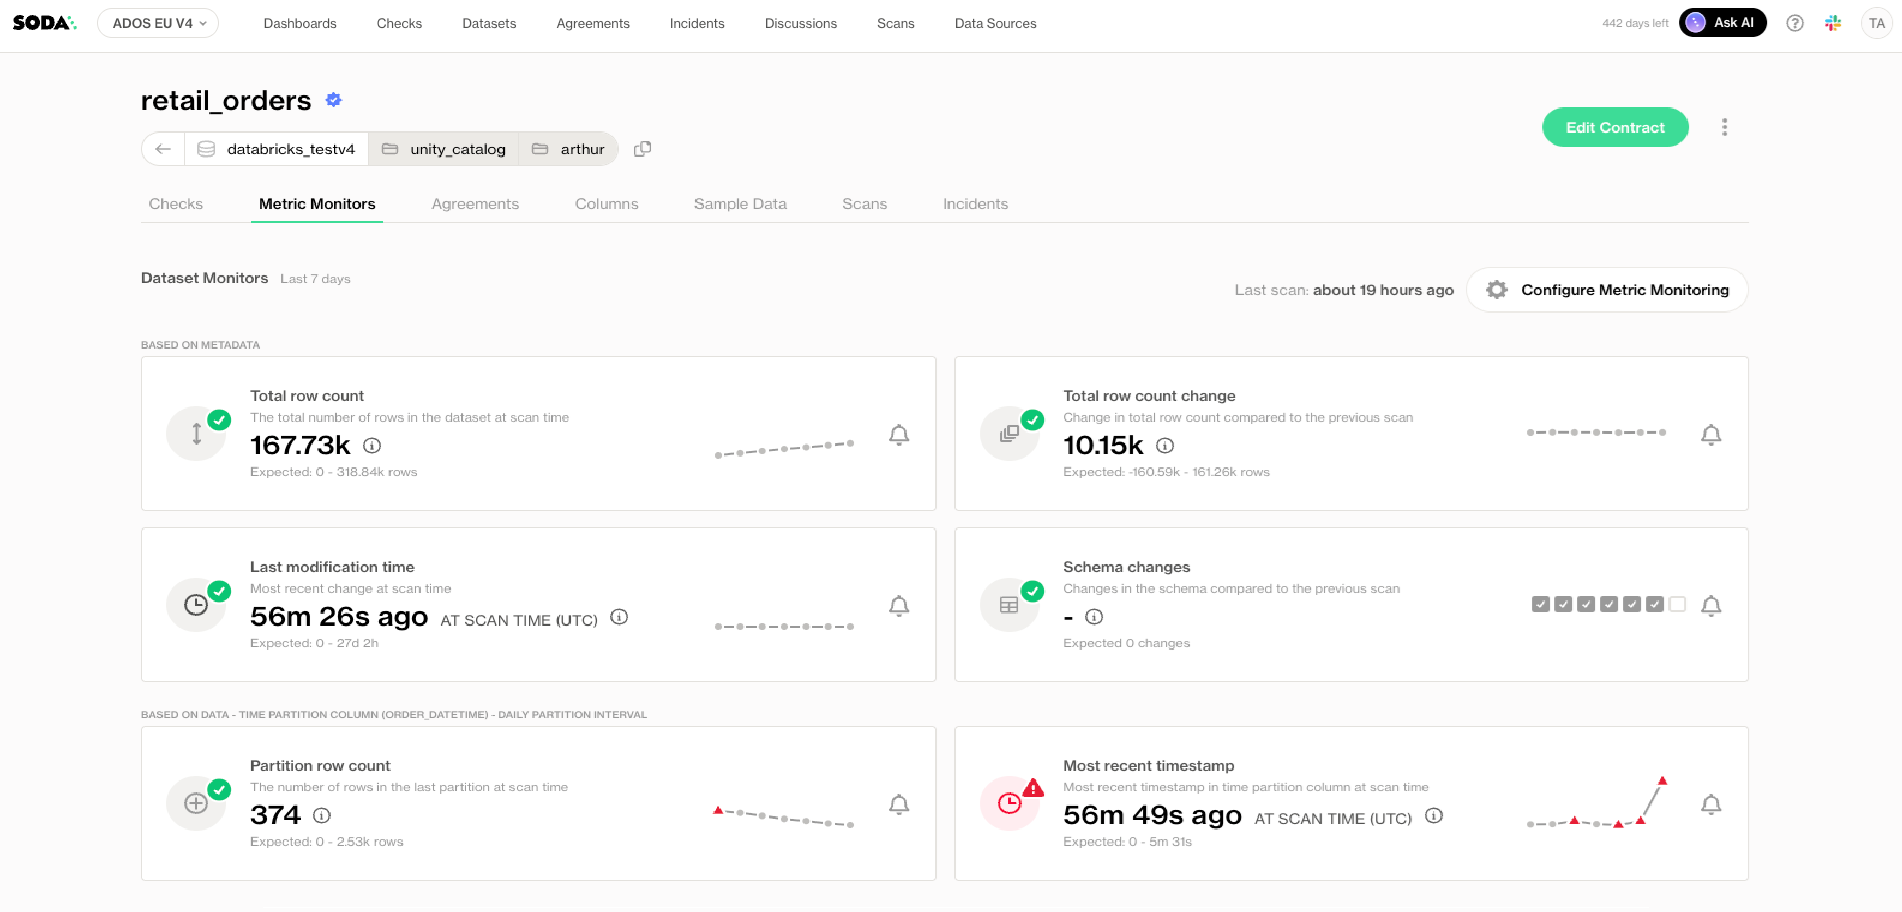 SODA
ADOS EU V4
Dashboards
Checks
Datasets
Agreements
Incidents
Discussions
Scans
Data Sources
442 days left
Ask AI
TA
retail_orders
databricks_testv4
unity_catalog
arthur
Edit Contract
Checks
Metric Monitors
Agreements
Columns
Sample Data
Scans
Incidents
Dataset Monitors Last 7 days
Last scan: about 19 hours ago
Configure Metric Monitoring
BASED ON METADATA
Total row count
The total number of rows in the dataset at scan time
167.73k
Expected: 0 - 318.84k rows
Total row count change
Change in total row count compared to the previous scan
10.15k
Expected: -160.59k - 161.26k rows
Last modification time
Most recent change at scan time
56m 26s ago AT SCAN TIME (UTC)
Expected: 0 - 27d 2h
Schema changes
Changes in the schema compared to the previous scan
-
Expected 0 changes
BASED ON DATA - TIME PARTITION COLUMN (ORDER_DATETIME) - DAILY PARTITION INTERVAL
Partition row count
The number of rows in the last partition at scan time
374
Expected: 0 - 2.53k rows
Most recent timestamp
Most recent timestamp in time partition column at scan time
56m 49s ago AT SCAN TIME (UTC)
Expected: 0 - 5m 31s